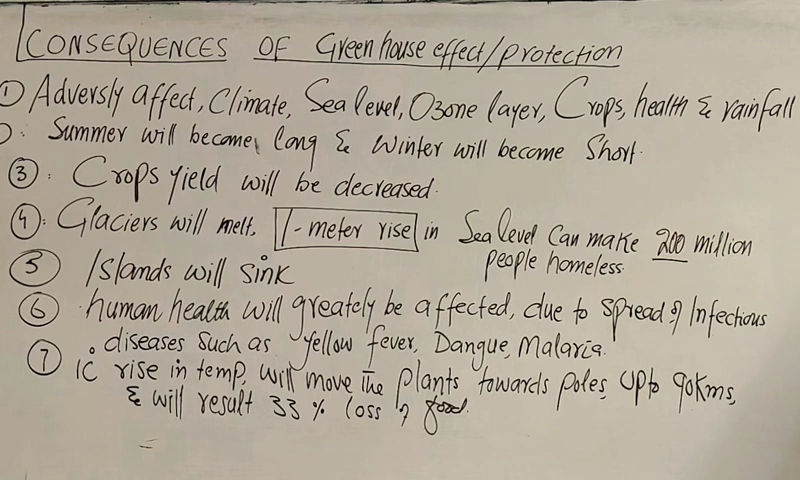 CONSEQUENCES OF Green house effect/protection
① Adversly affect, Climate, Sea level, Ozone layer, Crops, health & rainfall
Summer will become long & Winter will become Short.
③. Crops yield will be decreased.
④. Glaciers will melt, 1-meter rise in Sea level Can make 200 million
people homeless.
⑤ Islands will sink
⑥ human health will greately be affected, due to Spread of Infectious
diseases such as yellow fever, Dangue, Malaria.
⑦ 1°C rise in temp, will move The plants towards poles, upto 90Kms,
& will result 33 % loss of food.